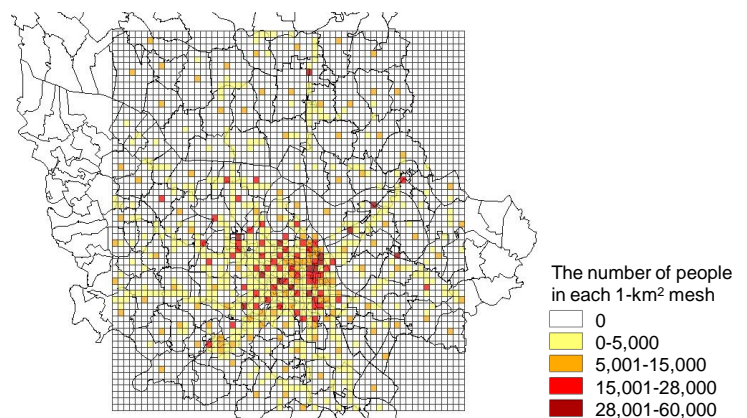 The number of people
in each 1-km² mesh
0
0-5,000
5,001-15,000
15,001-28,000
28,001-60,000